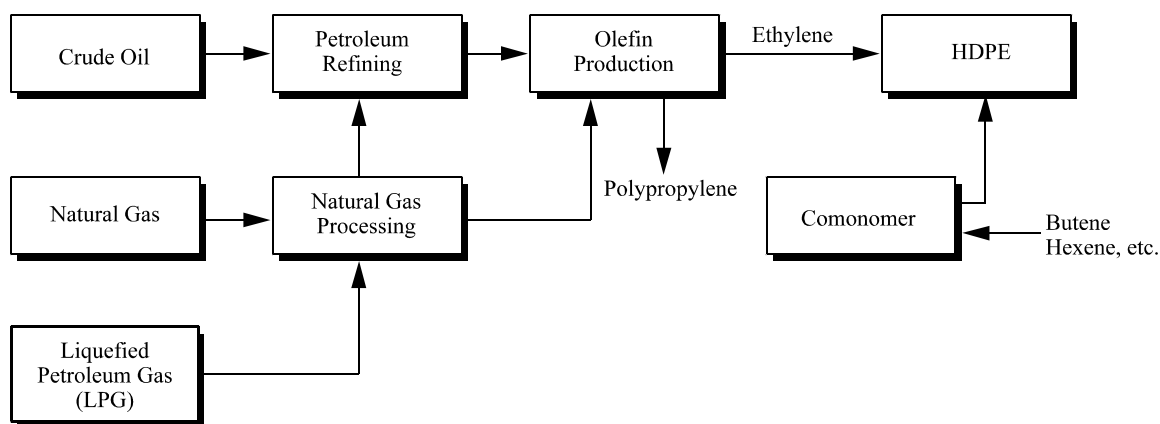 Crude Oil
Petroleum
Refining
Olefin
Production
Ethylene
HDPE
Natural Gas
Natural Gas
Processing
Polypropylene
Comonomer
Butene
Hexene, etc.
Liquefied
Petroleum Gas
(LPG)